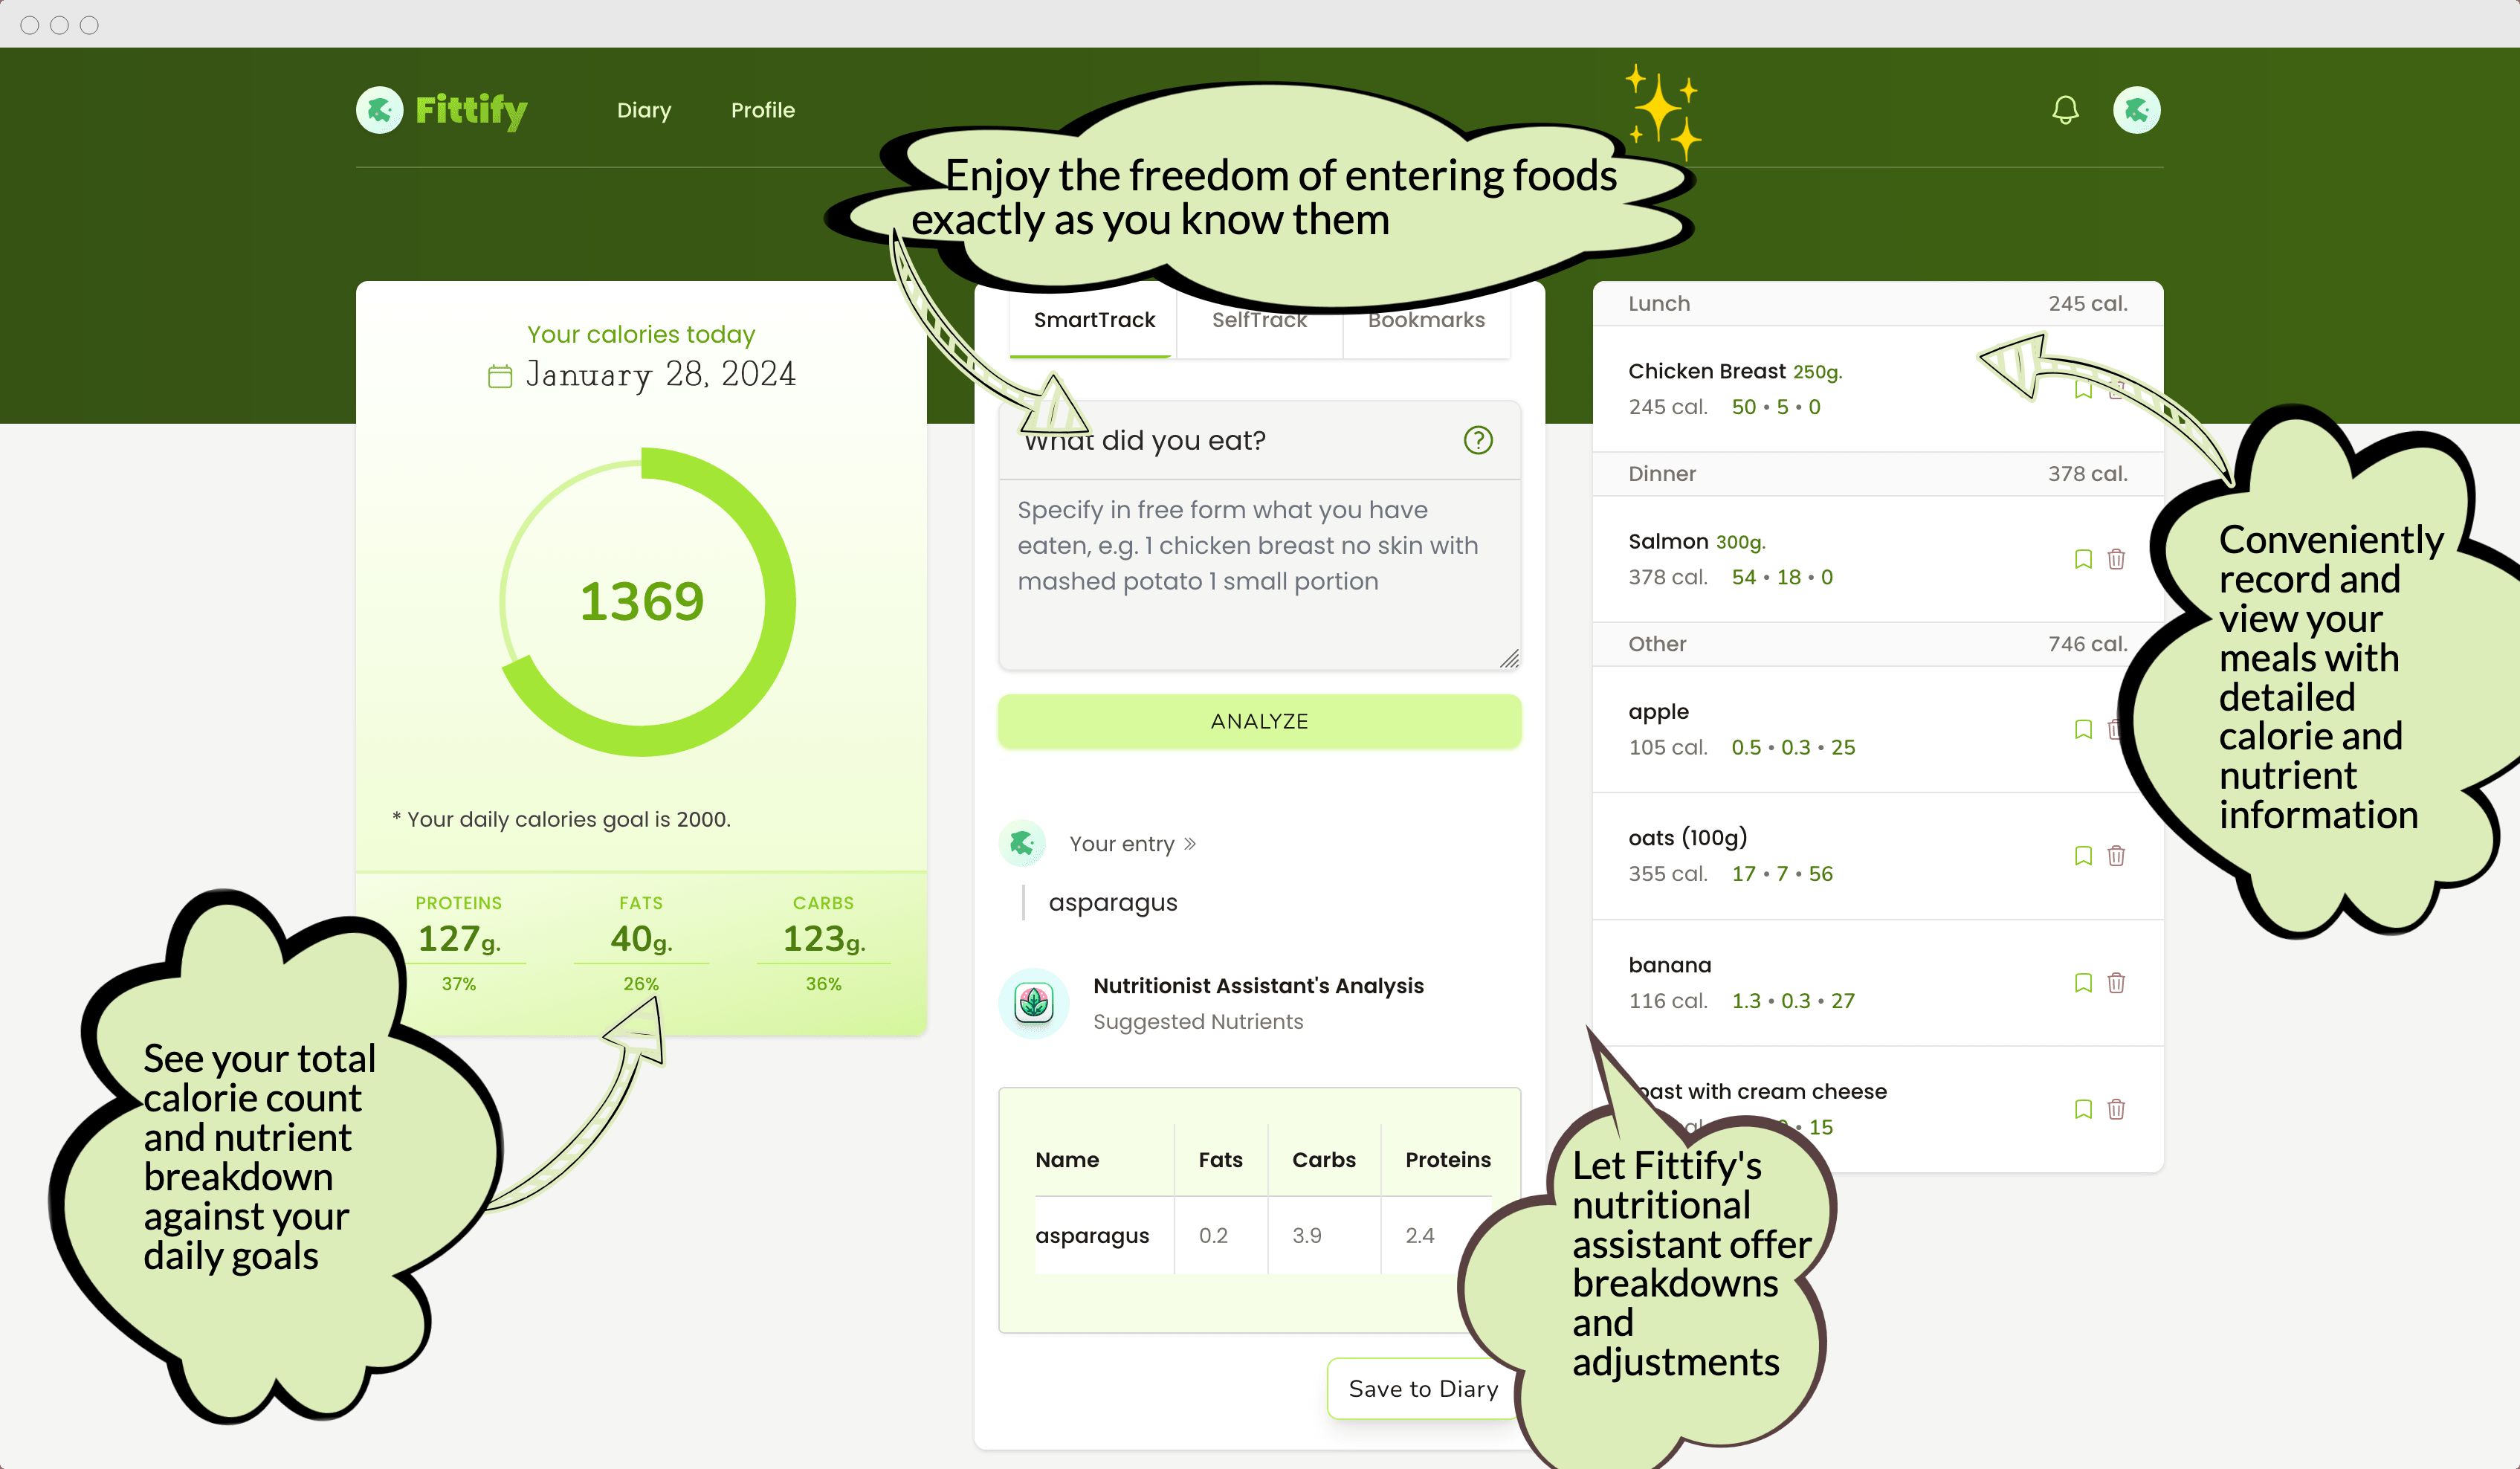 Fittify
Diary
Profile
Enjoy the freedom of entering foods
exactly as you know them
Your calories today
January 28, 2024
1369
* Your daily calories goal is 2000.
PROTEINS
127g.
37%
FATS
40g.
26%
CARBS
123g.
36%
See your total
calorie count
and nutrient
breakdown
against your
daily goals
SmartTrack
SelfTrack
Bookmarks
What did you eat?
Specify in free form what you have
eaten, e.g. 1 chicken breast no skin with
mashed potato 1 small portion
ANALYZE
Your entry »
asparagus
Nutritionist Assistant's Analysis
Suggested Nutrients
Name Fats Carbs Proteins
asparagus 0.2 3.9 2.4
Save to Diary
Lunch 245 cal.
Chicken Breast 250g.
245 cal. 50 • 5 • 0
Dinner 378 cal.
Salmon 300g.
378 cal. 54 • 18 • 0
Other 746 cal.
apple
105 cal. 0.5 • 0.3 • 25
oats (100g)
355 cal. 17 • 7 • 56
banana
116 cal. 1.3 • 0.3 • 27
with cream cheese
• 15
Conveniently
record and
view your
meals with
detailed
calorie and
nutrient
information
Let Fittify's
nutritional
assistant offer
breakdowns
and
adjustments